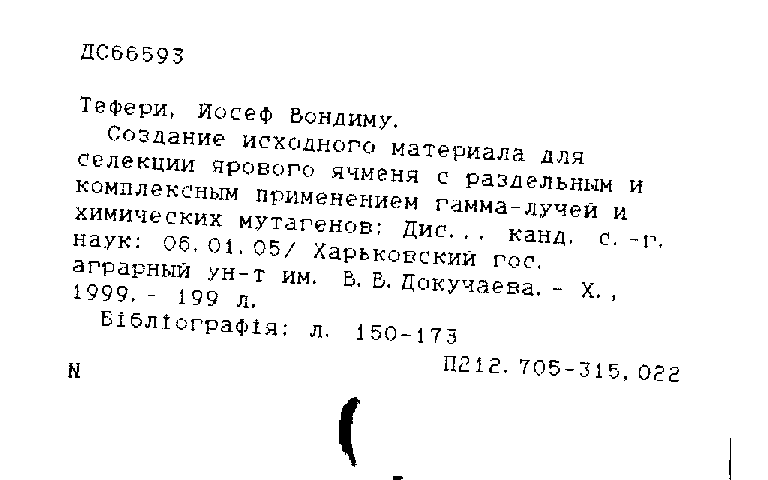 ДС66593
Тефери, Иосеф Вондиму.
Создание исходного материала для
селекции ярового ячменя с раздельным и
комплексным применением гамма-лучей и
химических мутагенов: Дис... канд. с.-г.
наук: 06.01.05/ Харьковский гос.
аграрный ун-т им. В.В.Докучаева.- Х.,
1999.- 199 л.
Бібліографія: л. 150-173
N П212.705-315,022